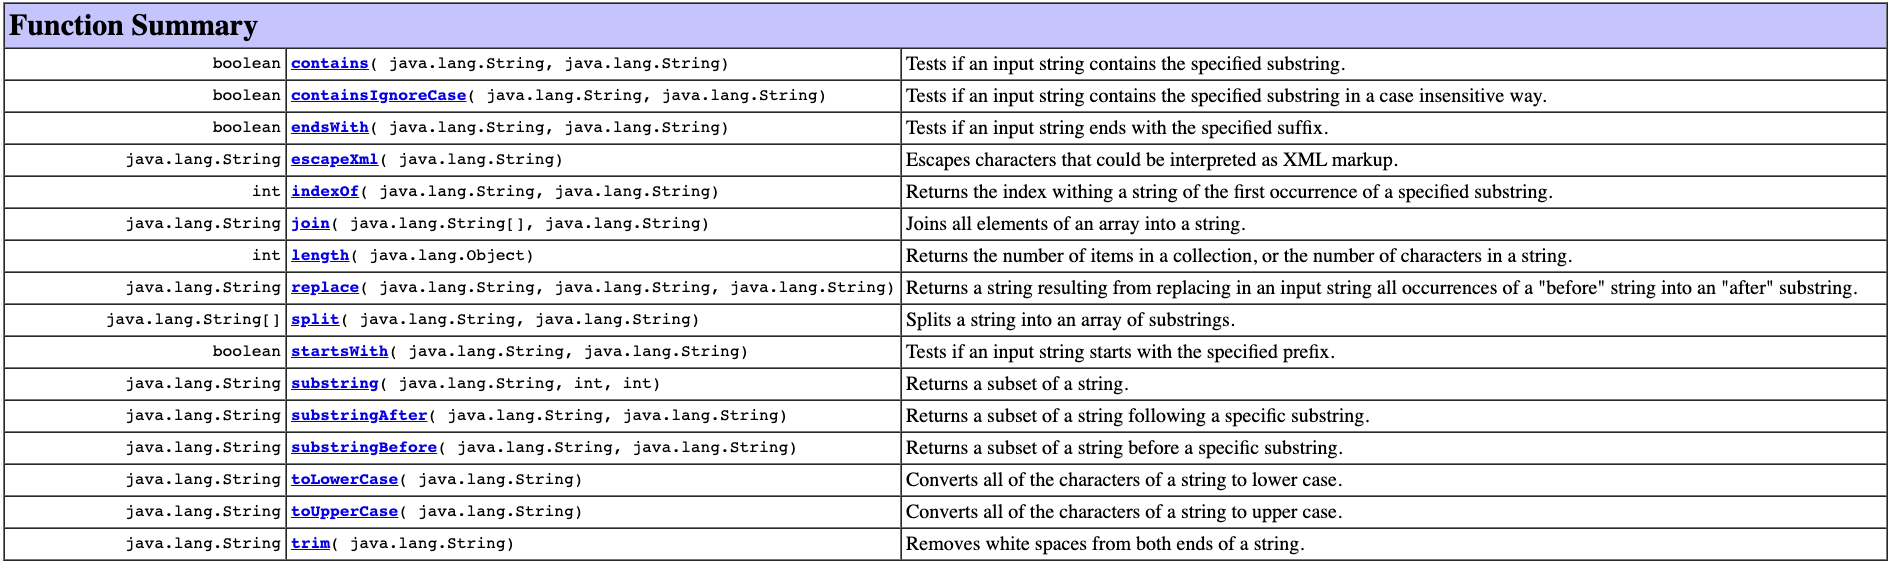 Function Summary
boolean contains( java.lang.String, java.lang.String) Tests if an input string contains the specified substring.
boolean containsIgnoreCase( java.lang.String, java.lang.String) Tests if an input string contains the specified substring in a case insensitive way.
boolean endsWith( java.lang.String, java.lang.String) Tests if an input string ends with the specified suffix.
java.lang.String escapeXml( java.lang.String) Escapes characters that could be interpreted as XML markup.
int indexOf( java.lang.String, java.lang.String) Returns the index withing a string of the first occurrence of a specified substring.
java.lang.String join( java.lang.String[], java.lang.String) Joins all elements of an array into a string.
int length( java.lang.Object) Returns the number of items in a collection, or the number of characters in a string.
java.lang.String replace( java.lang.String, java.lang.String, java.lang.String) Returns a string resulting from replacing in an input string all occurrences of a "before" string into an "after" substring.
java.lang.String[] split( java.lang.String, java.lang.String) Splits a string into an array of substrings.
boolean startsWith( java.lang.String, java.lang.String) Tests if an input string starts with the specified prefix.
java.lang.String substring( java.lang.String, int, int) Returns a subset of a string.
java.lang.String substringAfter( java.lang.String, java.lang.String) Returns a subset of a string following a specific substring.
java.lang.String substringBefore( java.lang.String, java.lang.String) Returns a subset of a string before a specific substring.
java.lang.String toLowerCase( java.lang.String) Converts all of the characters of a string to lower case.
java.lang.String toUpperCase( java.lang.String) Converts all of the characters of a string to upper case.
java.lang.String trim( java.lang.String) Removes white spaces from both ends of a string.